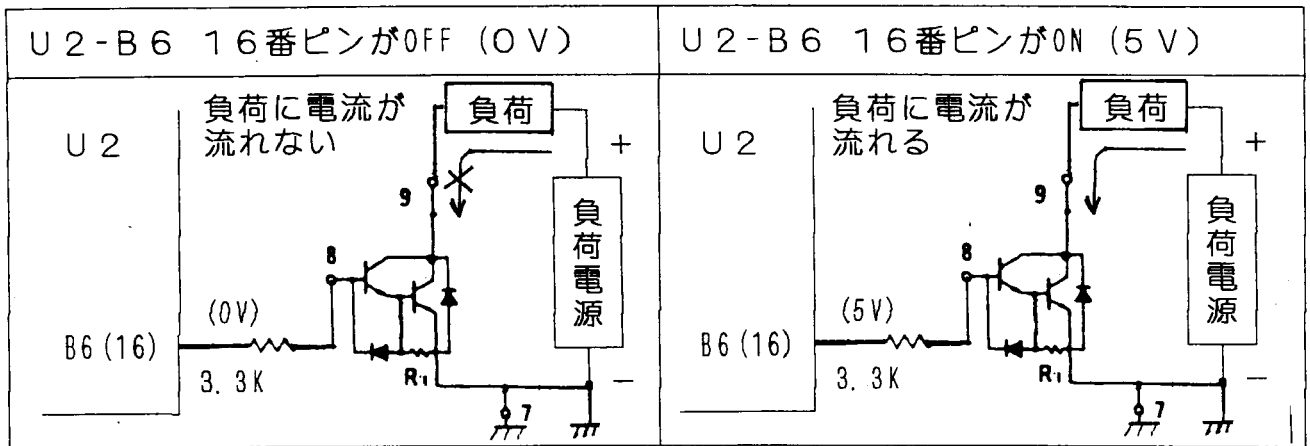 U2-B6 16番ピンがOFF(0V)
負荷に電流が
流れない
負荷
U2
+
9
負荷電源
8
(0V)
B6(16)
3.3K
R1
-
7
U2-B6 16番ピンがON(5V)
負荷に電流が
流れる
負荷
U2
+
9
負荷電源
8
(5V)
B6(16)
3.3K
R1
-
7